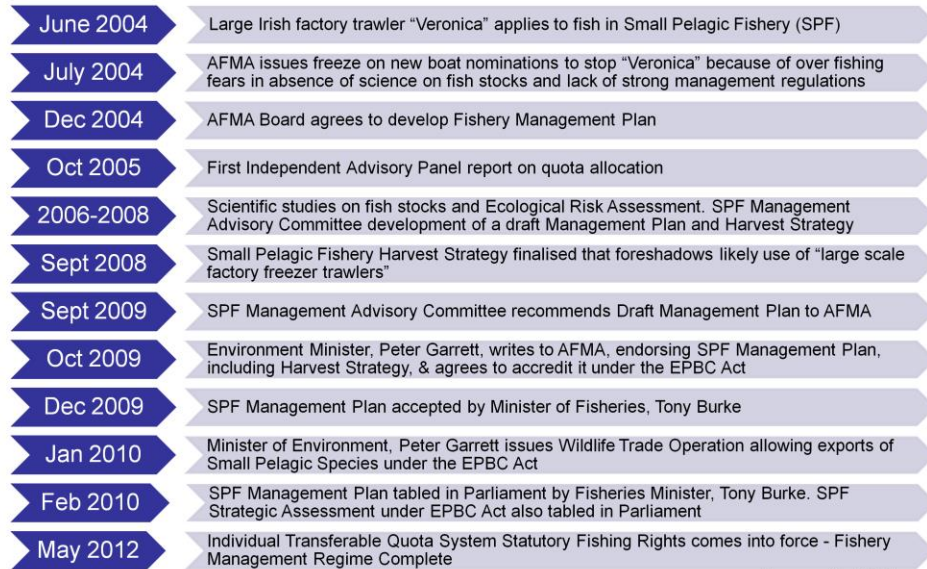 June 2004
Large Irish factory trawler “Veronica” applies to fish in Small Pelagic Fishery (SPF)
July 2004
AFMA issues freeze on new boat nominations to stop “Veronica” because of over fishing
fears in absence of science on fish stocks and lack of strong management regulations
Dec 2004
AFMA Board agrees to develop Fishery Management Plan
Oct 2005
First Independent Advisory Panel report on quota allocation
2006-2008
Scientific studies on fish stocks and Ecological Risk Assessment. SPF Management
Advisory Committee development of a draft Management Plan and Harvest Strategy
Sept 2008
Small Pelagic Fishery Harvest Strategy finalised that foreshadows likely use of “large scale
factory freezer trawlers”
Sept 2009
SPF Management Advisory Committee recommends Draft Management Plan to AFMA
Oct 2009
Environment Minister, Peter Garrett, writes to AFMA, endorsing SPF Management Plan,
including Harvest Strategy, & agrees to accredit it under the EPBC Act
Dec 2009
SPF Management Plan accepted by Minister of Fisheries, Tony Burke
Jan 2010
Minister of Environment, Peter Garrett issues Wildlife Trade Operation allowing exports of
Small Pelagic Species under the EPBC Act
Feb 2010
SPF Management Plan tabled in Parliament by Fisheries Minister, Tony Burke. SPF
Strategic Assessment under EPBC Act also tabled in Parliament
May 2012
Individual Transferable Quota System Statutory Fishing Rights comes into force - Fishery
Management Regime Complete